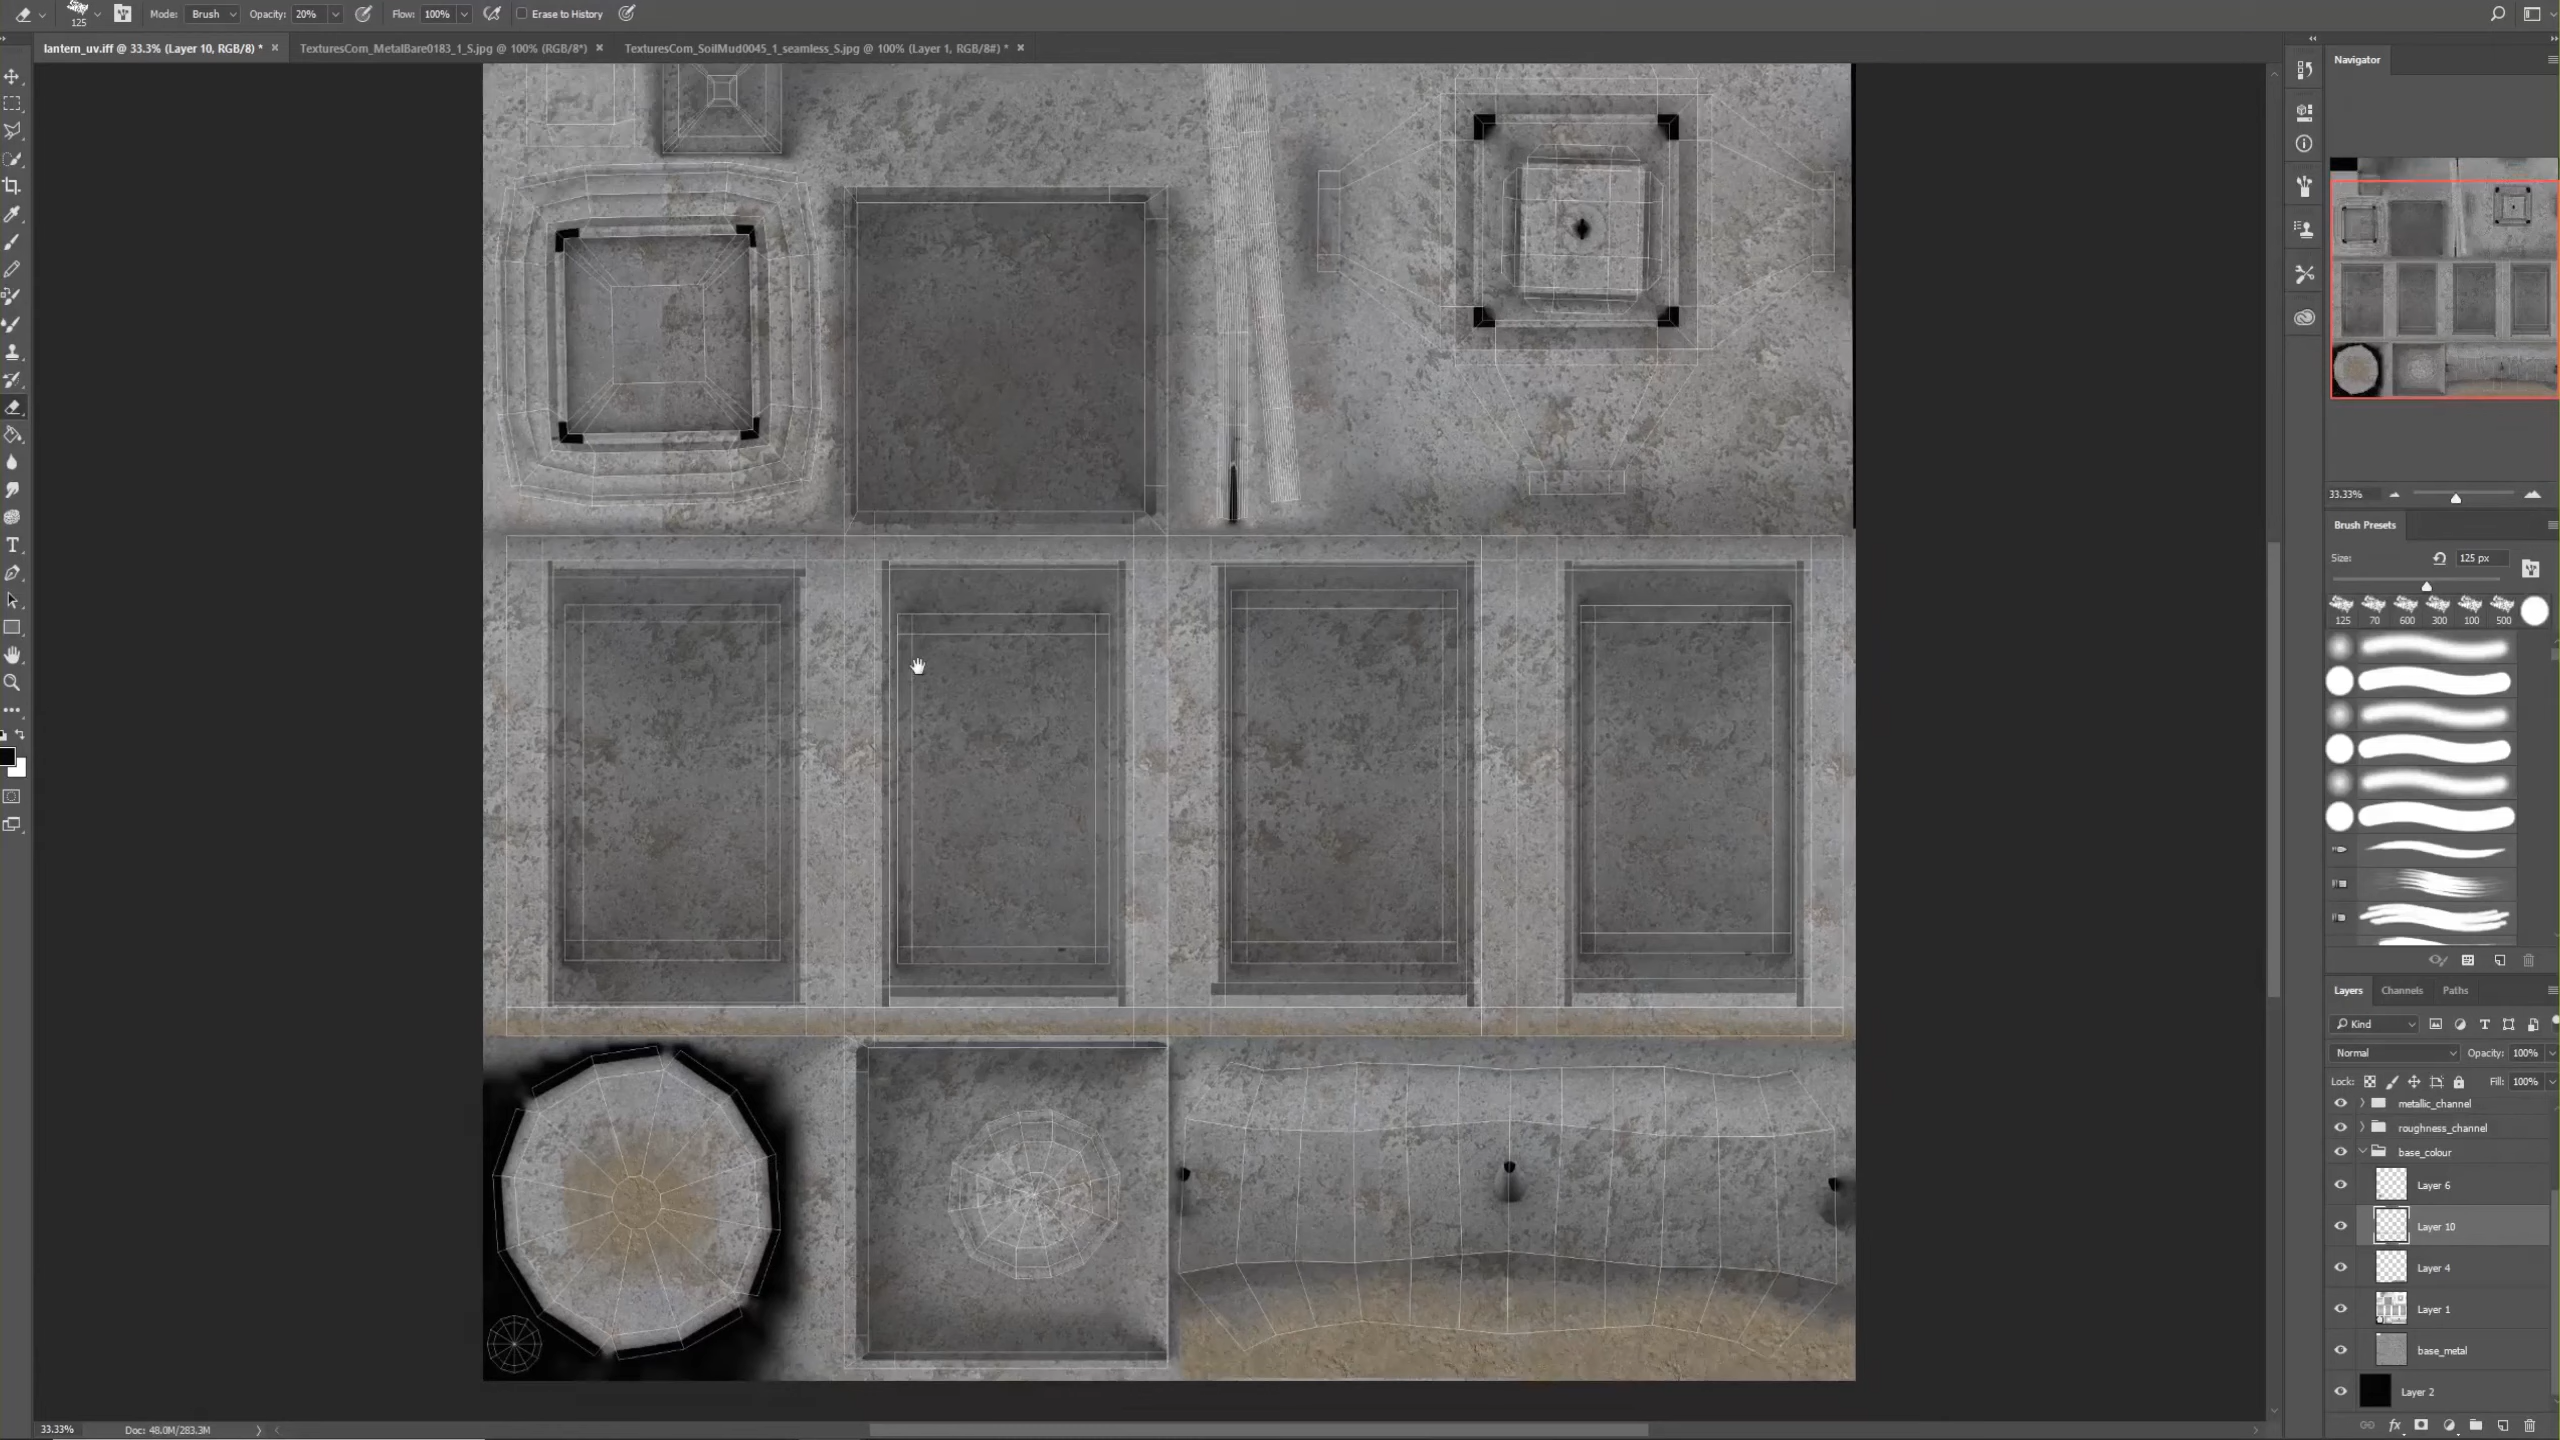 125
Mode: Brush
Opacity: 20%
Flow: 100%
Erase to History
lantern_uv.iff @ 33.3% (Layer 10, RGB/8) * ×
TexturesCom_MetalBare0183_1_S.jpg @ 100% (RGB/8*) ×
TexturesCom_SoilMud0045_1_seamless_S.jpg @ 100% (Layer 1, RGB/8#) * ×
Navigator
33.33%
Brush Presets
Size: 125 px
125 70 600 300 100 500
Layers Channels Paths
Kind
Normal Opacity: 100%
Lock: Fill: 100%
metallic_channel
roughness_channel
base_colour
Layer 6
Layer 10
Layer 4
Layer 1
base_metal
Layer 2
fx
33.33% Doc: 48.0M/283.3M